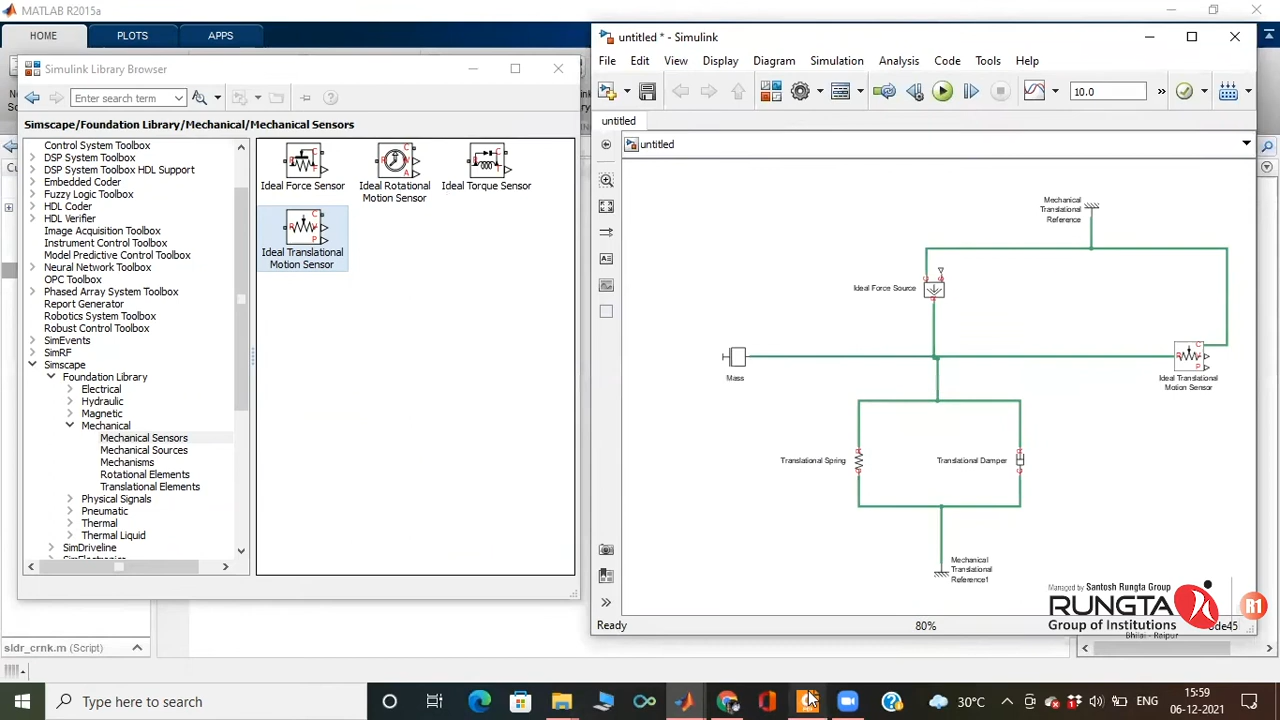 MATLAB R2015a
HOME
PLOTS
APPS
Simulink Library Browser
Enter search term
Simscape/Foundation Library/Mechanical/Mechanical Sensors
Control System Toolbox
DSP System Toolbox
DSP System Toolbox HDL Support
Embedded Coder
Fuzzy Logic Toolbox
HDL Coder
HDL Verifier
Image Acquisition Toolbox
Instrument Control Toolbox
Model Predictive Control Toolbox
Neural Network Toolbox
OPC Toolbox
Phased Array System Toolbox
Report Generator
Robotics System Toolbox
Robust Control Toolbox
SimEvents
SimRF
Simscape
Foundation Library
Electrical
Hydraulic
Magnetic
Mechanical
Mechanical Sensors
Mechanical Sources
Mechanisms
Rotational Elements
Translational Elements
Physical Signals
Pneumatic
Thermal
Thermal Liquid
SimDriveline
Ideal Force Sensor
Ideal Rotational
Motion Sensor
Ideal Torque Sensor
Ideal Translational
Motion Sensor
sldr_crnk.m (Script)
untitled * - Simulink
File Edit View Display Diagram Simulation Analysis Code Tools Help
10.0
»
untitled
untitled
Mechanical
Translational
Reference
Ideal Force Source
Mass
Ideal Translational
Motion Sensor
Translational Spring
Translational Damper
Mechanical
Translational
Reference1
Ready
80%
ode45
Managed by Santosh Rungta Group
RUNGTA
Group of Institutions
Bhilai - Raipur
R1
Type here to search
30°C
ENG
15:59
06-12-2021